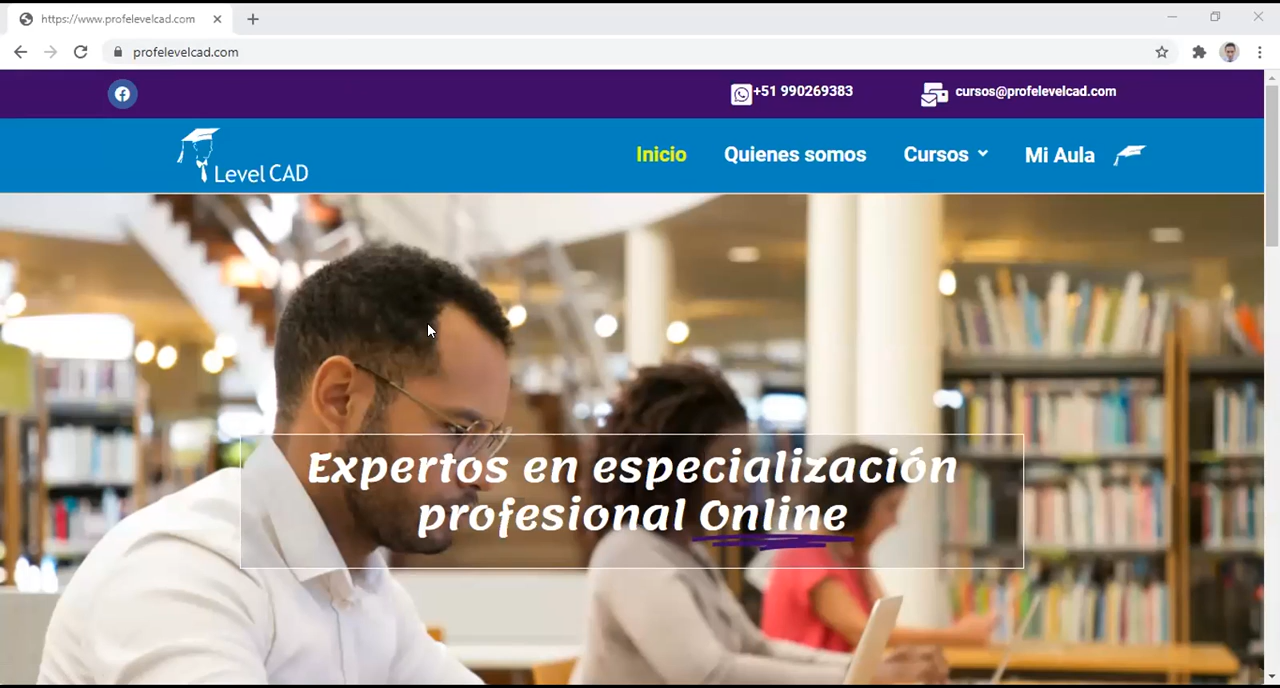 https://www.profelevelcad.com
profelevelcad.com
+51 990269383
cursos@profelevelcad.com
Level CAD
Inicio
Quienes somos
Cursos
Mi Aula
Expertos en especialización
profesional Online